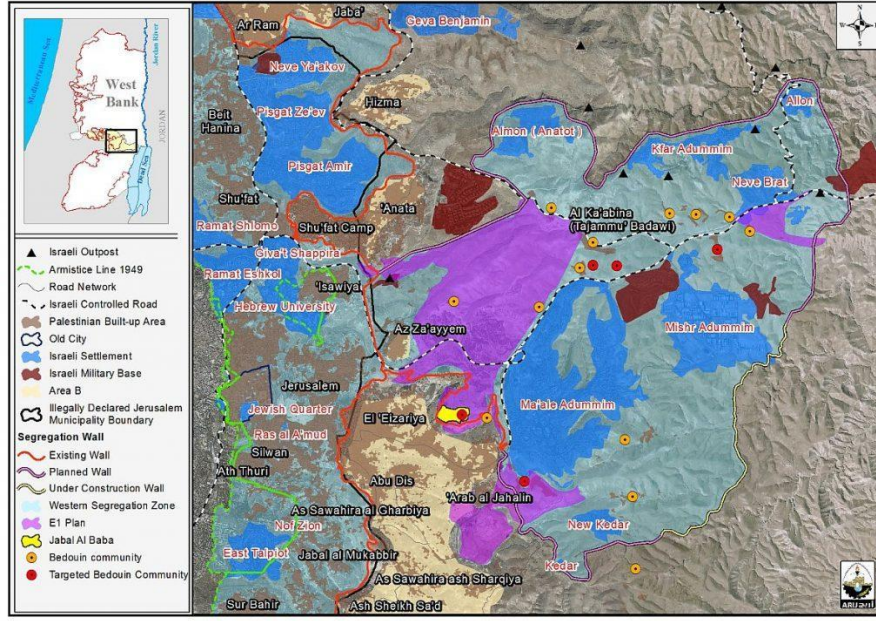 Mediterranean Sea
West
Bank
Jordan River
JORDAN
Dead Sea
Israeli Outpost
Armistice Line 1949
Road Network
Israeli Controlled Road
Palestinian Built-up Area
Old City
Israeli Settlement
Israeli Military Base
Area B
Illegally Declared Jerusalem
Municipality Boundary
Segregation Wall
Existing Wall
Planned Wall
Under Construction Wall
Western Segregation Zone
E1 Plan
Jabal Al Baba
Bedouin community
Targeted Bedouin Community
Jaba'
Ar Ram
Geva Benjamin
N
W
E
S
Neve Ya'akov
Hizma
Pisgat Ze'ev
Beit
Hanina
Allon
Almon ( Anatot )
Kfar Adummim
Pisgat Amir
Neve Brat
Shu'fat
'Anata
Al Ka'abina
(Tajammu' Badawi)
Ramat Shlomo
Shu'fat Camp
Giva't Shappira
Ramat Eshkol
'Isawiya
Hebrew University
Az Za'ayyem
Mishr Adummim
Jerusalem
Ma'ale Adummim
Jewish Quarter
El 'Eizariya
Ras al A'mud
Silwan
Ath Thuri
Abu Dis
'Arab al Jahalin
As Sawahira al Gharbiya
Nof Zion
New Kedar
East Talpiot
Jabal al Mukabbir
Kedar
As Sawahira ash Sharqiya
Sur Bahir
Ash Sheikh Sa'd
ARIJ